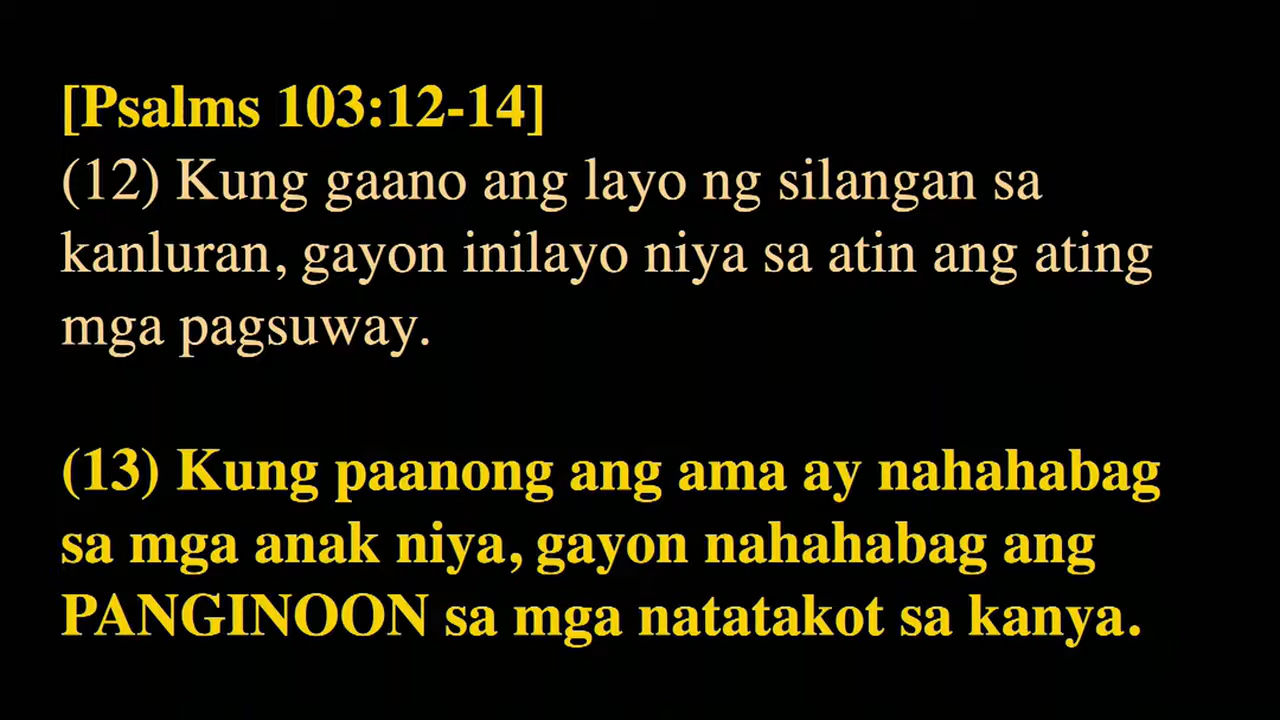 [Psalms 103:12-14]
(12) Kung gaano ang layo ng silangan sa
kanluran, gayon inilayo niya sa atin ang ating
mga pagsuway.
(13) Kung paanong ang ama ay nahahabag
sa mga anak niya, gayon nahahabag ang
PANGINOON sa mga natatakot sa kanya.